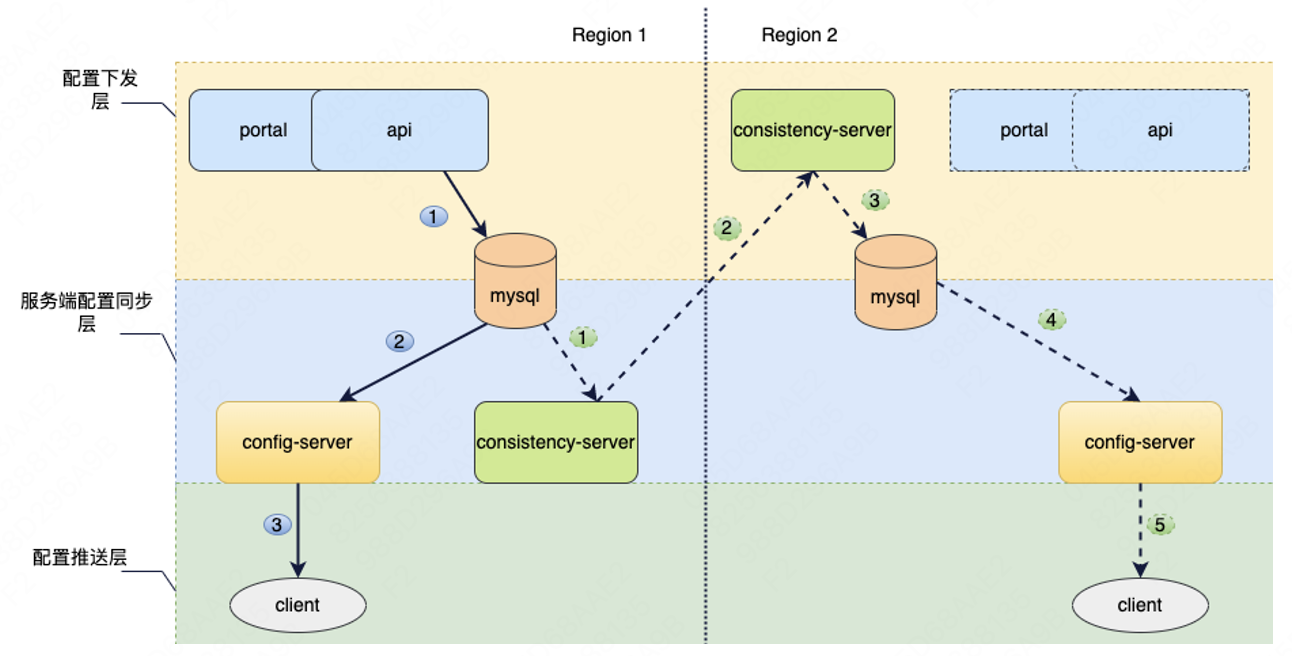 Region 1
Region 2
配置下发
层
portal
api
consistency-server
portal
api
1
3
2
mysql
mysql
服务端配置同步
层
2
1
4
config-server
consistency-server
config-server
3
5
配置推送层
client
client